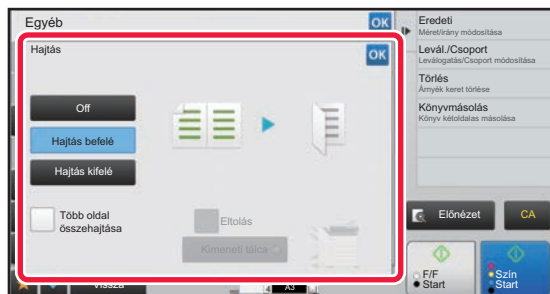 Egyéb
OK
Hajtás
OK
Off
Hajtás befelé
Hajtás kifelé
Több oldal
összehajtása
Eltolás
Kimeneti tálca
Vissza
A3
Eredeti
Méret/irány módosítása
Levál./Csoport
Leválogatás/Csoport módosítása
Törlés
Árnyék keret törlése
Könyvmásolás
Könyv kétoldalas másolása
Előnézet
CA
F/F
Start
Szín
Start